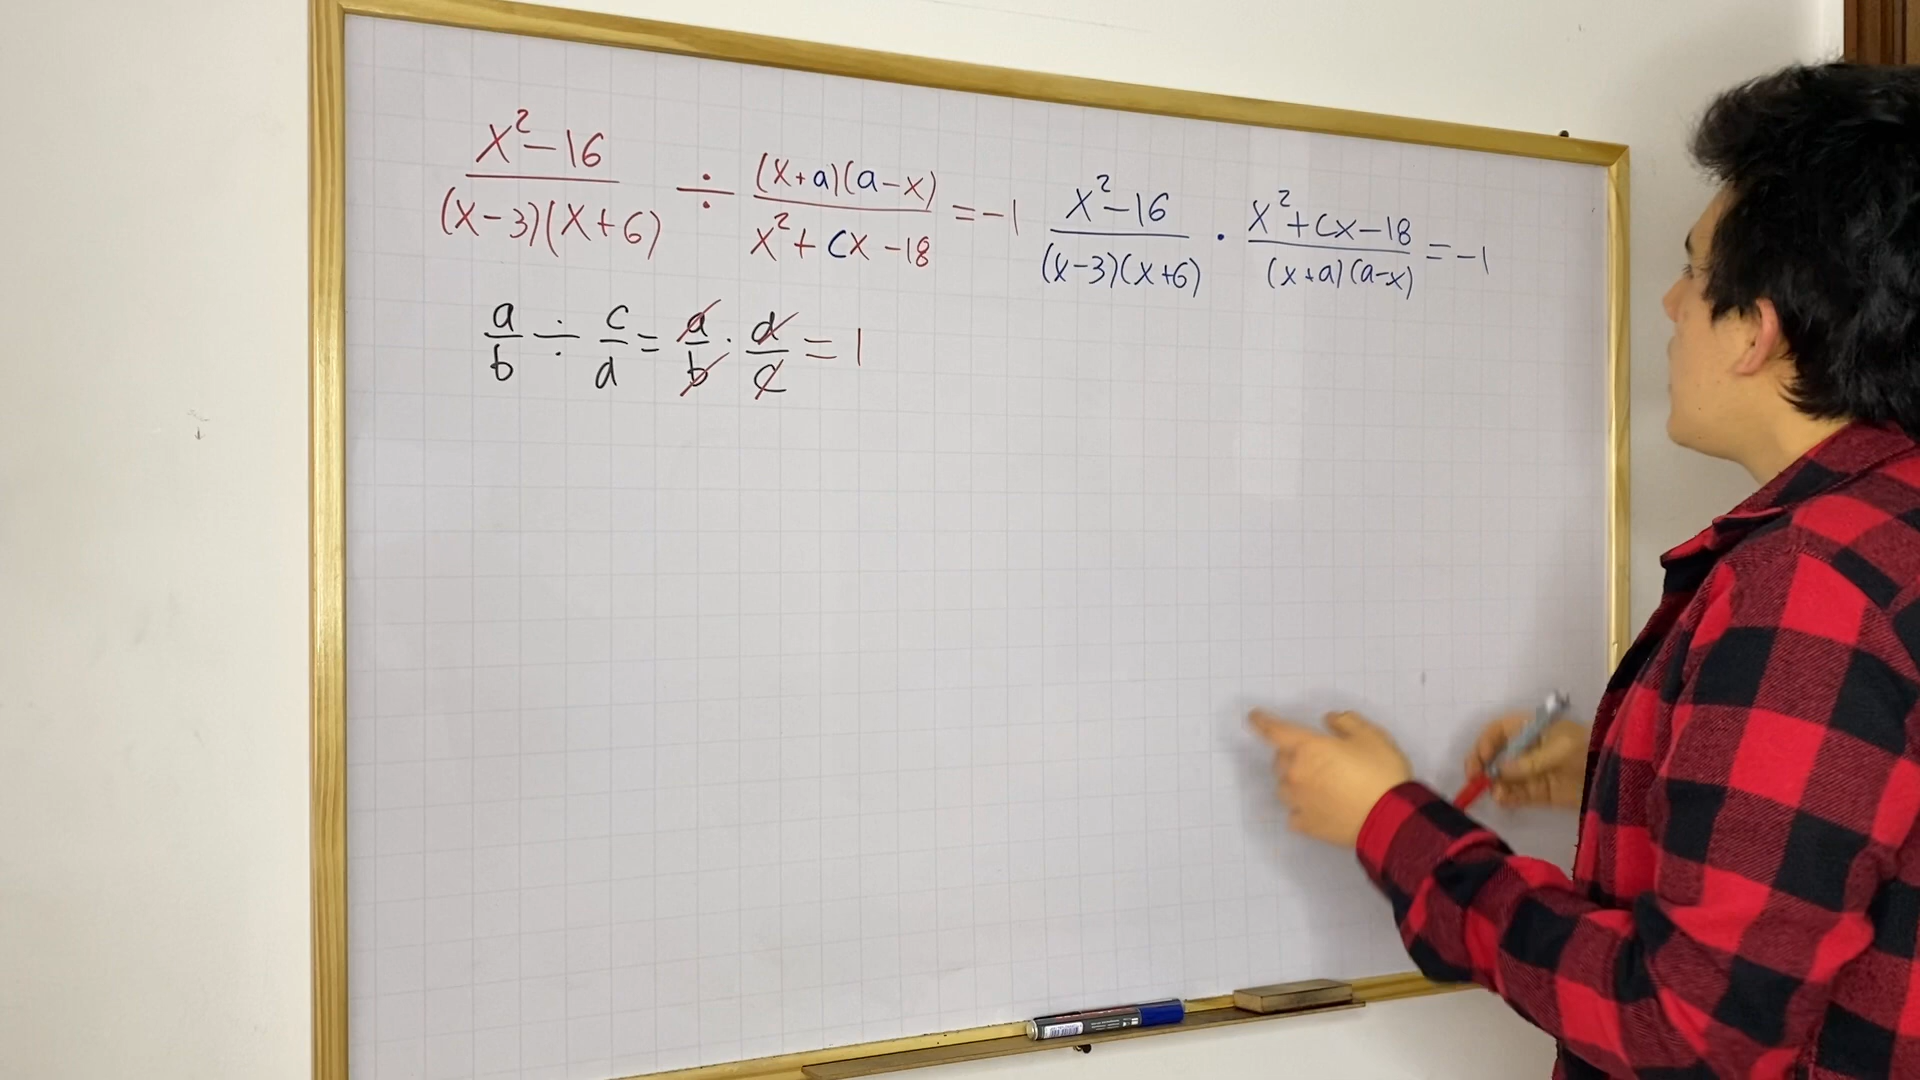 (x²-16)/((x-3)(x+6)) ÷ ((x+a)(a-x))/(x²+cx-18) = -1
(x²-16)/((x-3)(x+6)) · (x²+cx-18)/((x+a)(a-x)) = -1
a/b ÷ c/d = a/b · d/c = 1